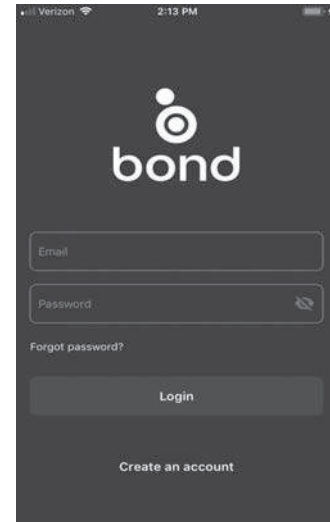 Verizon 2:13 PM
bond
Email
Password
Forgot password?
Login
Create an account